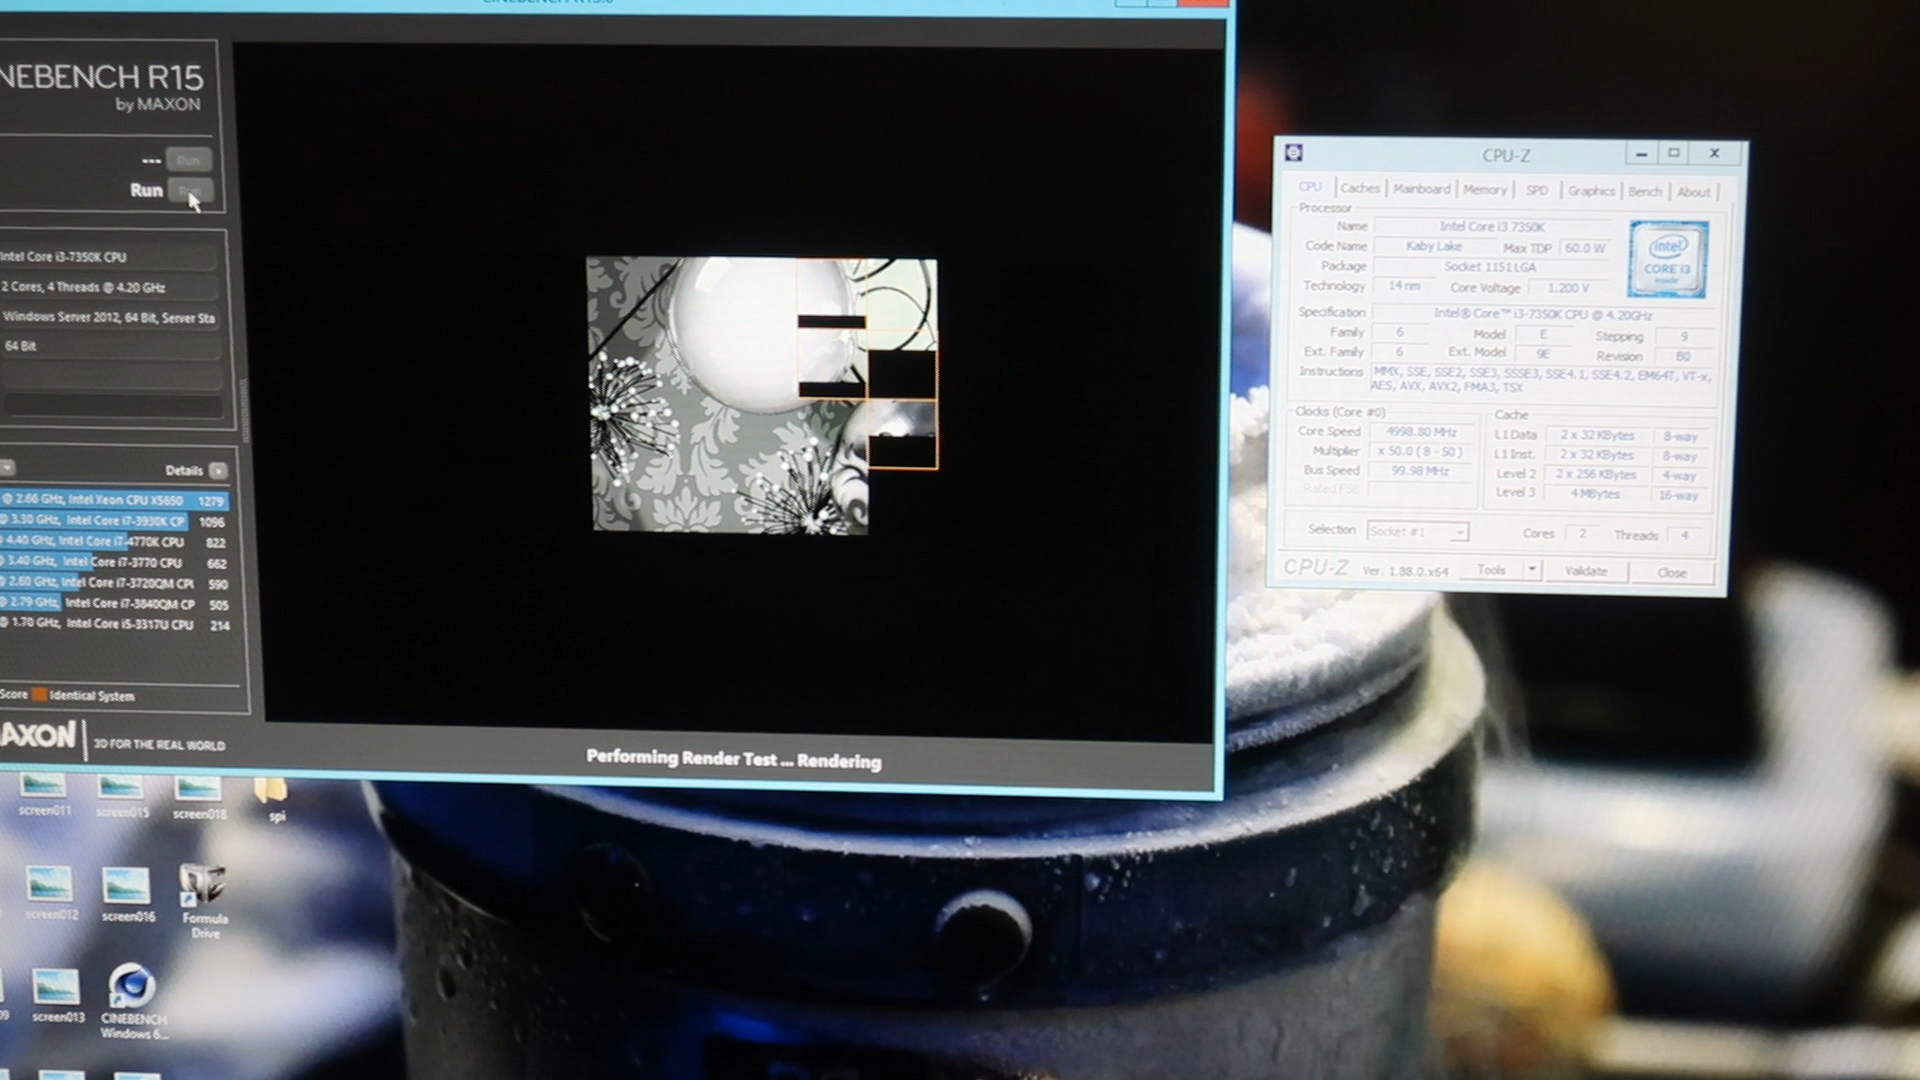 NEBENCH R15
by MAXON
--- Run
Run
Intel Core i3-7350K CPU
2 Cores, 4 Threads @ 4.20 GHz
Windows Server 2012, 64 Bit, Server Sta
64 Bit
Details
@ 2.66 GHz, Intel Xeon CPU X5650 1279
@ 3.30 GHz, Intel Core i7-3930K CP 1096
4.40 GHz, Intel Core i7-4770K CPU 822
3.40 GHz, Intel Core i7-3770 CPU 662
@ 2.60 GHz, Intel Core i7-3720QM CPU 590
@ 2.79 GHz, Intel Core i7-3840QM CP 505
@ 1.70 GHz, Intel Core i5-3317U CPU 214
Score Identical System
AXON 3D FOR THE REAL WORLD
Performing Render Test ... Rendering
screen011
screen015
screen018
spi
screen012
screen016
Formula
Drive
screen013
CINEBENCH
Windows 6...
CPU-Z
CPU Caches Mainboard Memory SPD Graphics Bench About
Processor
Name Intel Core i3 7350K
Code Name Kaby Lake Max TDP 60.0 W
Package Socket 1151 LGA
Technology 14 nm Core Voltage 1.200 V
intel
CORE i3
inside
Specification Intel® Core™ i3-7350K CPU @ 4.20GHz
Family 6 Model E Stepping 9
Ext. Family 6 Ext. Model 9E Revision B0
Instructions MMX, SSE, SSE2, SSE3, SSSE3, SSE4.1, SSE4.2, EM64T, VT-x,
AES, AVX, AVX2, FMA3, TSX
Clocks (Core #0)
Core Speed 4998.80 MHz
Multiplier x 50.0 ( 8 - 50 )
Bus Speed 99.98 MHz
Rated FSB
Cache
L1 Data 2 x 32 KBytes 8-way
L1 Inst. 2 x 32 KBytes 8-way
Level 2 2 x 256 KBytes 4-way
Level 3 4 MBytes 16-way
Selection Socket #1 Cores 2 Threads 4
CPU-Z Ver. 1.88.0.x64 Tools Validate Close